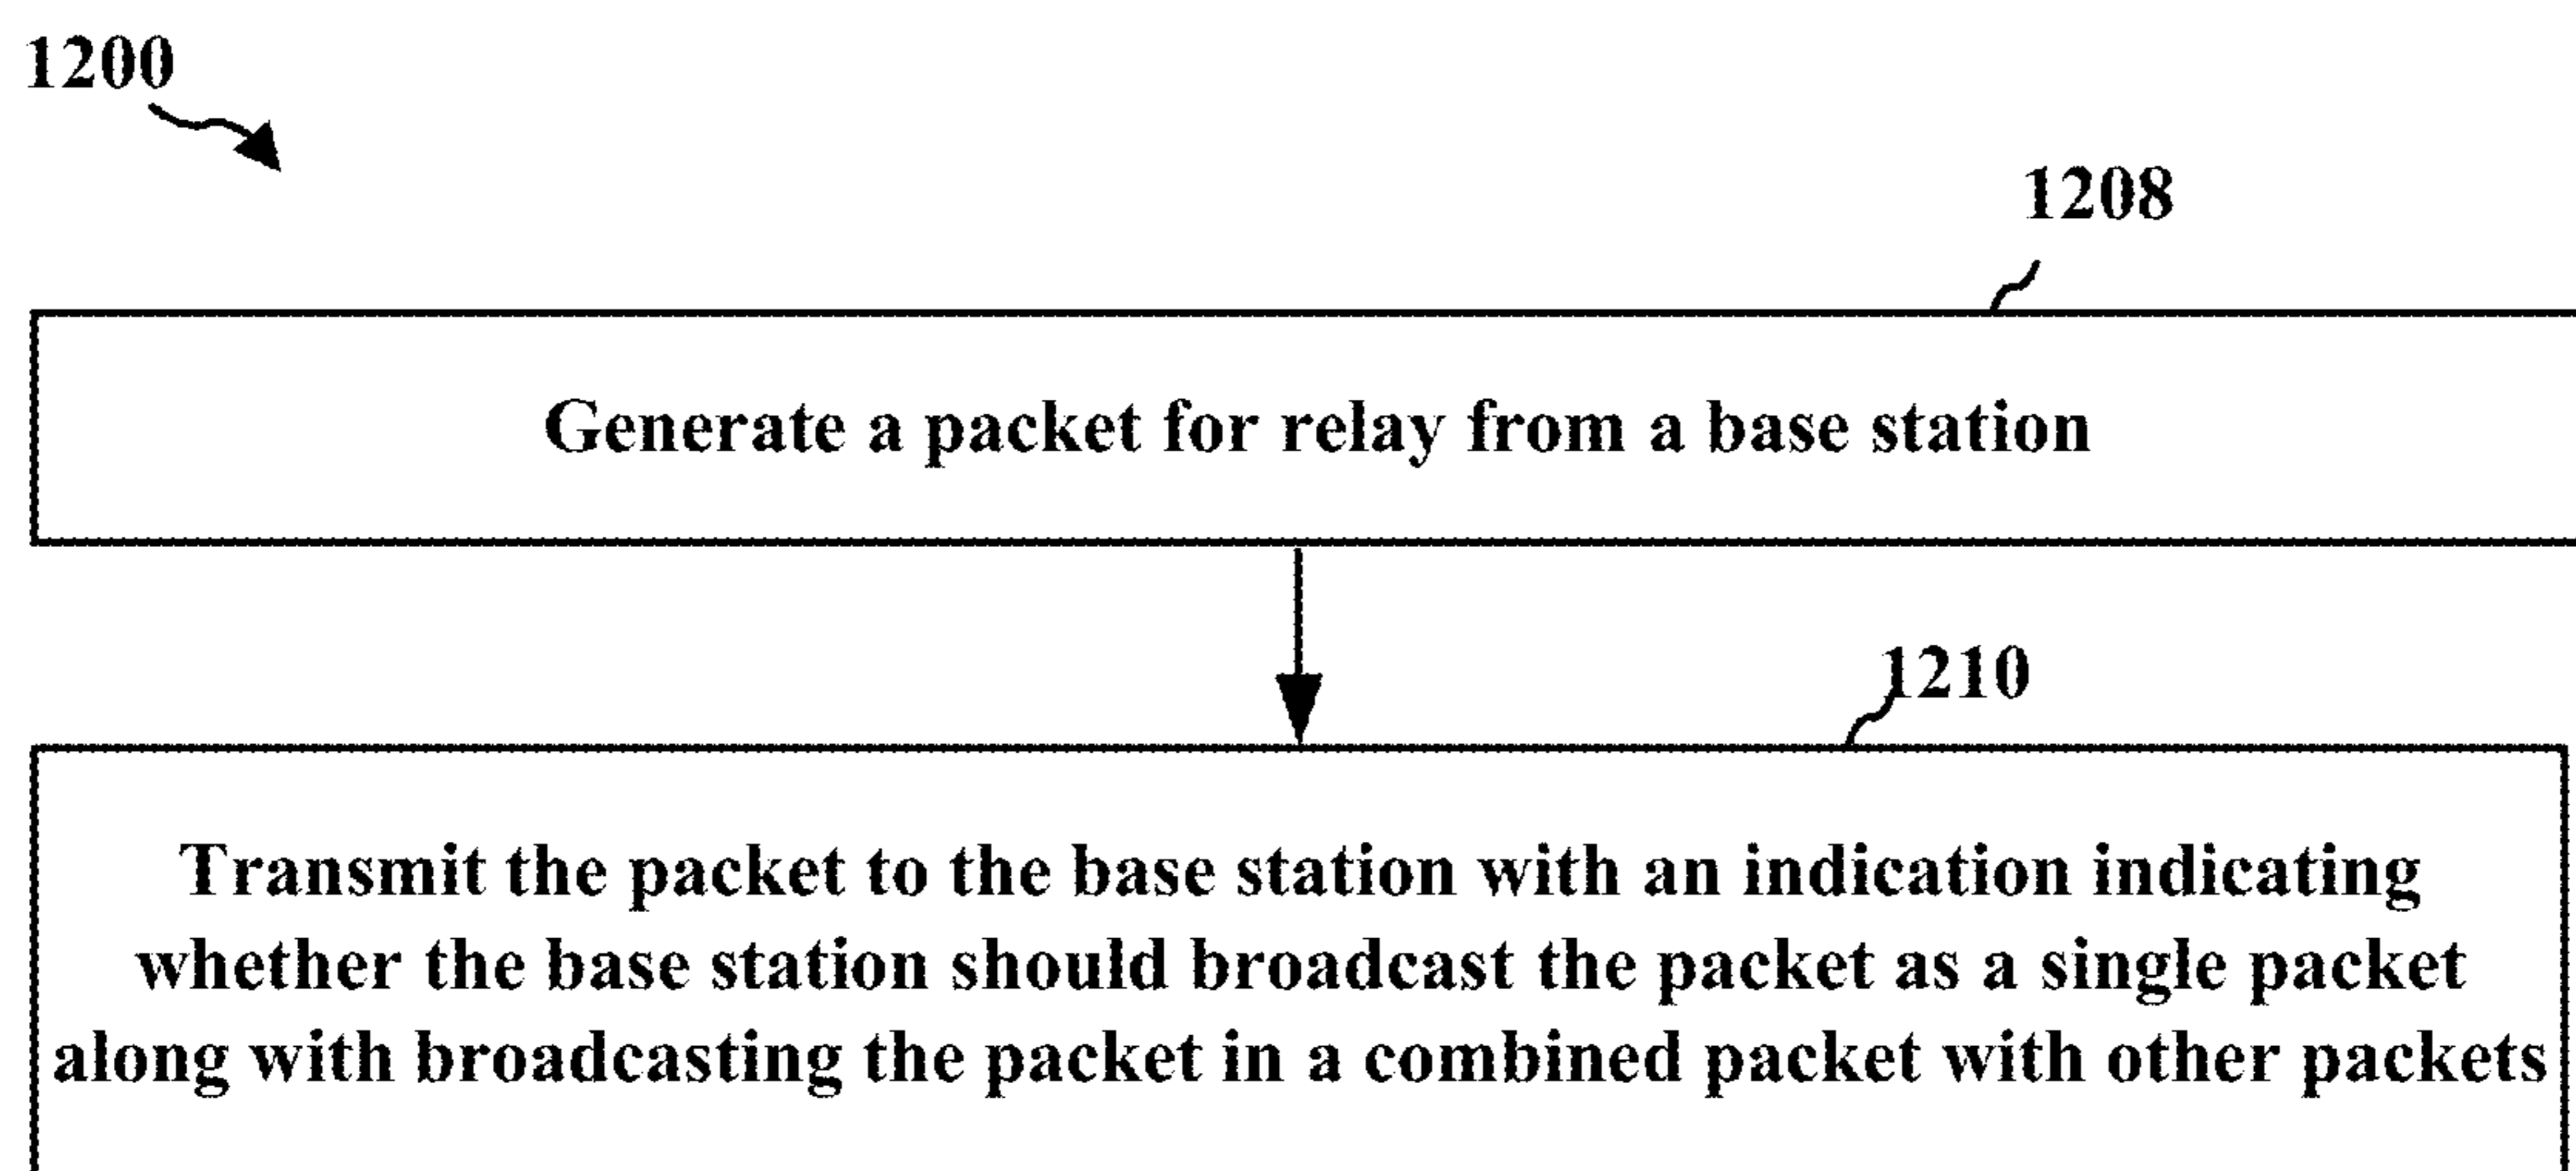 1200
1208
Generate a packet for relay from a base station
1210
Transmit the packet to the base station with an indication indicating
whether the base station should broadcast the packet as a single packet
along with broadcasting the packet in a combined packet with other packets